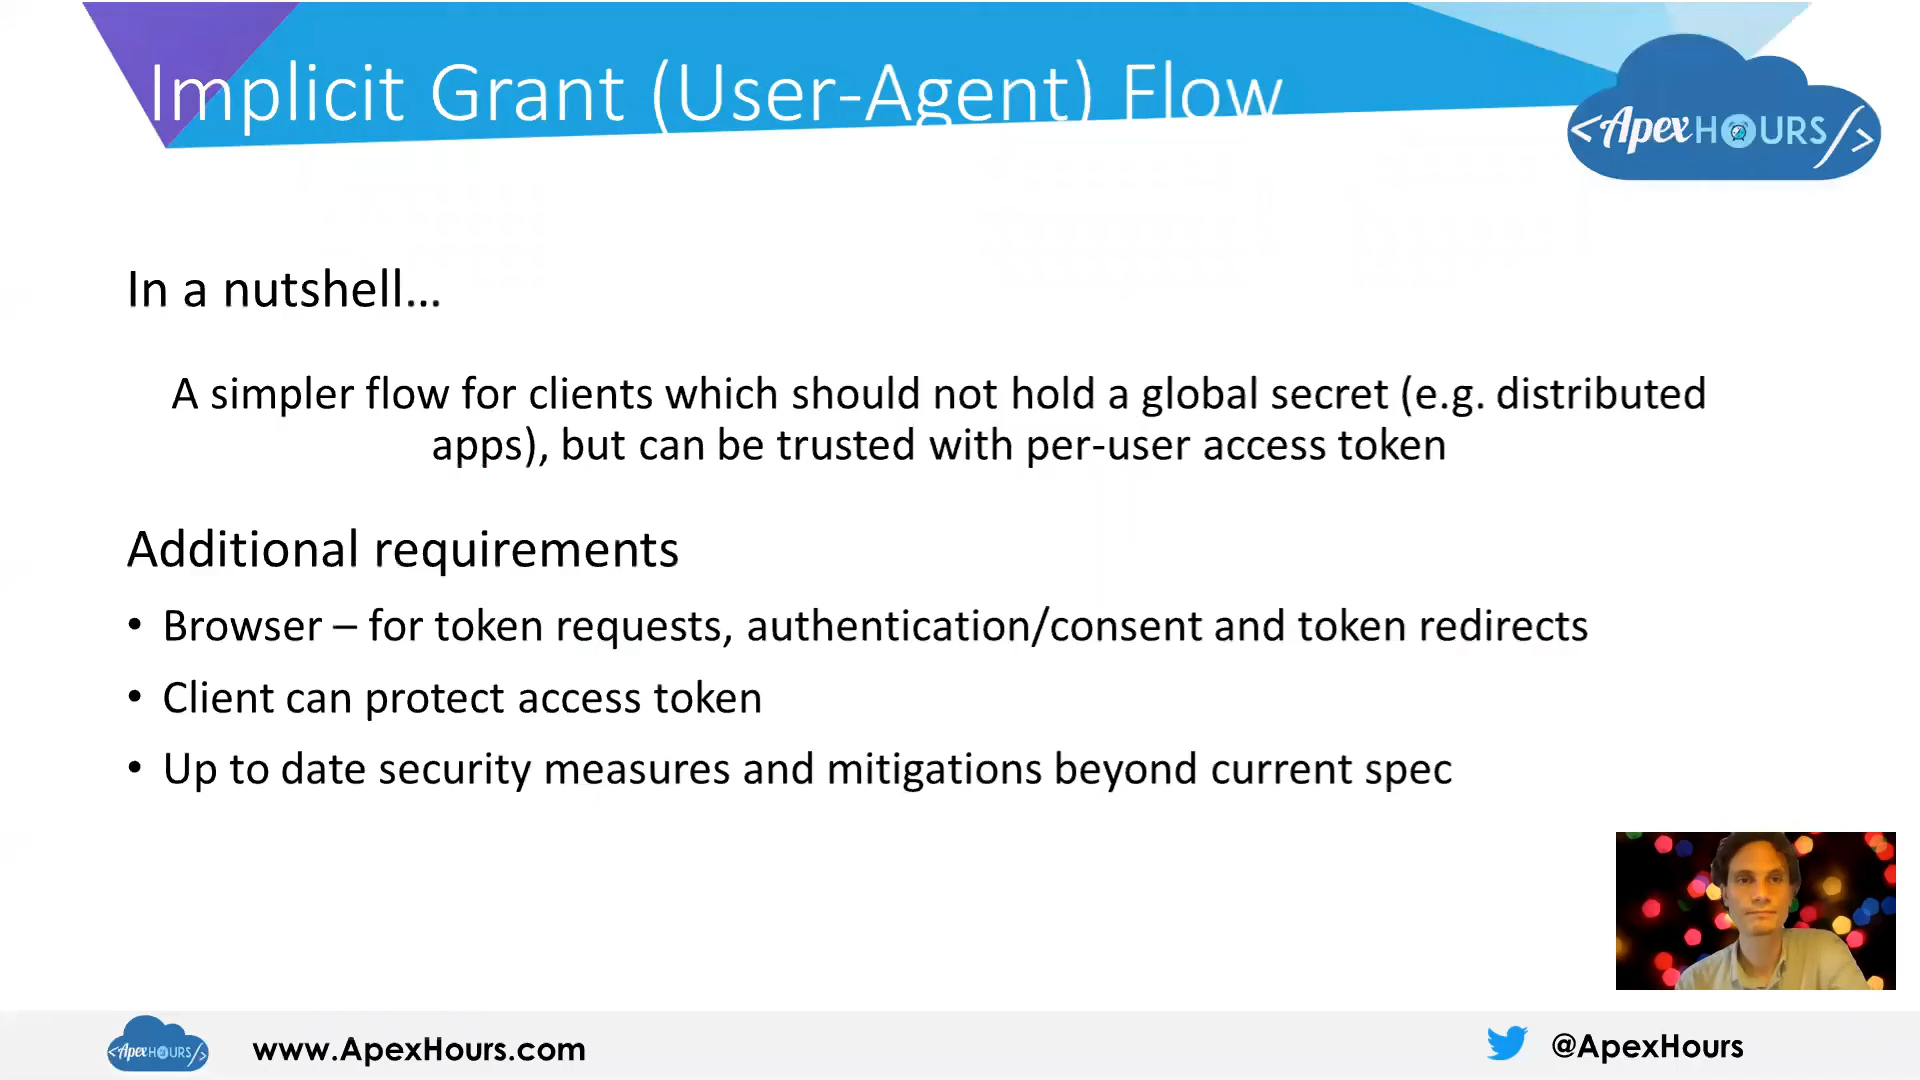 Implicit Grant (User-Agent) Flow
<ApexHOURS/>
In a nutshell...
A simpler flow for clients which should not hold a global secret (e.g. distributed
apps), but can be trusted with per-user access token
Additional requirements
• Browser – for token requests, authentication/consent and token redirects
• Client can protect access token
• Up to date security measures and mitigations beyond current spec
<ApexHOURS/>
www.ApexHours.com
@ApexHours